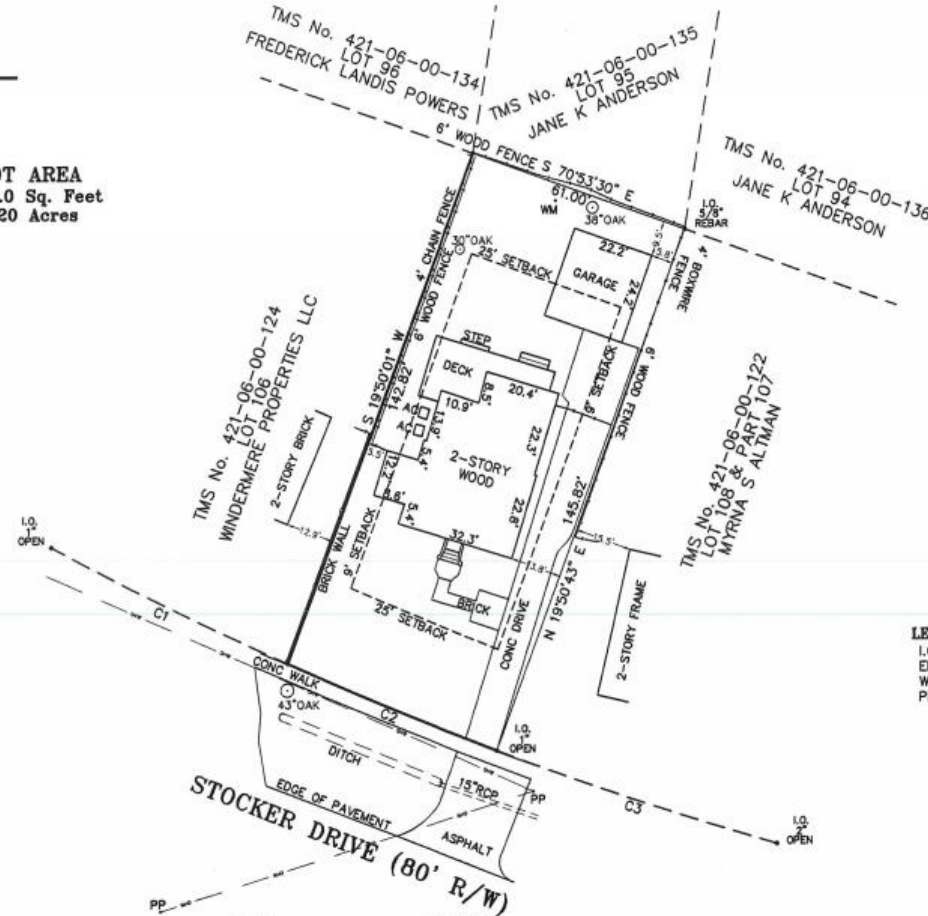 TMS No. 421-06-00-134
LOT 96
FREDERICK LANDIS POWERS
TMS No. 421-06-00-135
LOT 95
JANE K ANDERSON
TMS No. 421-06-00-136
LOT 94
JANE K ANDERSON
OT AREA
.0 Sq. Feet
20 Acres
6' WOOD FENCE S 70°53'30" E
61.00'
WM
38"OAK
I.O.
5/8"
REBAR
30"OAK
25' SETBACK
22.2'
GARAGE
24.2'
9.5'
4' BOXWIRE
FENCE
4' CHAIN FENCE
6' WOOD FENCE
S 19°50'01" W
142.82'
STEP
DECK
8.5'
20.4'
SETBACK
6' WOOD FENCE
AC
AC
10.9'
13.9'
5.4'
22.3'
2-STORY
WOOD
22.8'
TMS No. 421-06-00-124
LOT 106
WINDERMERE PROPERTIES LLC
2-STORY BRICK
12.9'
5.5'
12.2'
5.4'
32.3'
13.8'
TMS No. 421-06-00-122
LOT 108 & PART 107
MYRNA S ALTMAN
15.5'
145.82'
N 19°50'43" E
2-STORY FRAME
I.O.
1"
OPEN
BRICK WALL
9' SETBACK
25' SETBACK
BRICK
CONC DRIVE
C1
CONC WALK
43"OAK
C2
DITCH
I.O.
1"
OPEN
15"RCP
PP
EDGE OF PAVEMENT
ASPHALT
C3
I.O.
2"
OPEN
STOCKER DRIVE (80' R/W)
PP
LE
I.
E
W
P